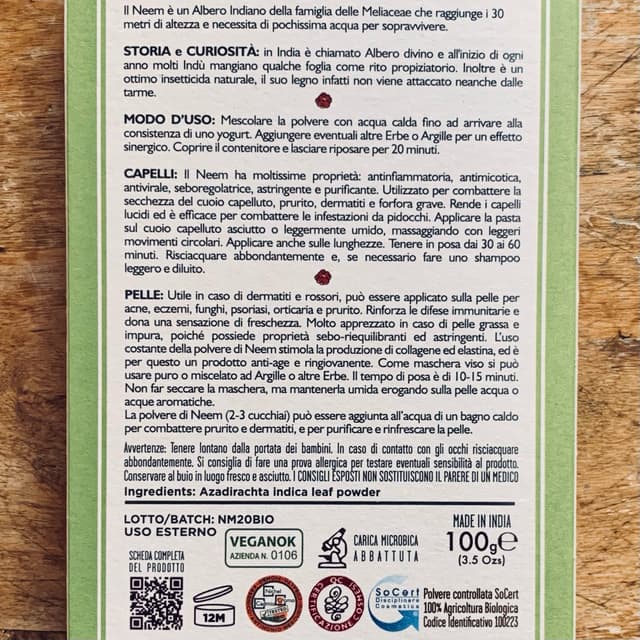 Il Neem è un Albero Indiano della famiglia delle Meliaceae che raggiunge i 30
metri di altezza e necessita di pochissima acqua per sopravvivere.
STORIA e CURIOSITÀ: in India è chiamato Albero divino e all'inizio di ogni
anno molti Indù mangiano qualche foglia come rito propiziatorio. Inoltre è un
ottimo insetticida naturale, il suo legno infatti non viene attaccato neanche dalle
tarme.
MODO D'USO: Mescolare la polvere con acqua calda fino ad arrivare alla
consistenza di uno yogurt. Aggiungere eventuali altre Erbe o Argille per un effetto
sinergico. Coprire il contenitore e lasciare riposare per 20 minuti.
CAPELLI: Il Neem ha moltissime proprietà: antinfiammatoria, antimicotica,
antivirale, seboregolatrice, astringente e purificante. Utilizzato per combattere la
secchezza del cuoio capelluto, prurito, dermatiti e forfora grave. Rende i capelli
lucidi ed è efficace per combattere le infestazioni da pidocchi. Applicare la pasta
sul cuoio capelluto asciutto o leggermente umido, massaggiando con leggeri
movimenti circolari. Applicare anche sulle lunghezze. Tenere in posa dai 30 ai 60
minuti. Risciacquare abbondantemente e, se necessario fare uno shampoo
leggero e diluito.
PELLE: Utile in caso di dermatiti e rossori, può essere applicato sulla pelle per
acne, eczemi, funghi, psoriasi, orticaria e prurito. Rinforza le difese immunitarie e
dona una sensazione di freschezza. Molto apprezzato in caso di pelle grassa e
impura, poiché possiede proprietà sebo-riequilibranti ed astringenti. L'uso
costante della polvere di Neem stimola la produzione di collagene ed elastina, ed è
per questo un prodotto anti-age e ringiovanente. Come maschera viso si può
usare puro o miscelato ad Argille o altre Erbe. Il tempo di posa è di 10-15 minuti.
Non far seccare la maschera, ma mantenerla umida erogando sulla pelle acqua o
acque aromatiche.
La polvere di Neem (2-3 cucchiai) può essere aggiunta all'acqua di un bagno caldo
per combattere prurito e dermatiti, e per purificare e rinfrescare la pelle.
Avvertenze: Tenere lontano dalla portata dei bambini. In caso di contatto con gli occhi risciacquare
abbondantemente. Si consiglia di fare una prova allergica per testare eventuali sensibilità al prodotto.
Conservare al buio in luogo fresco e asciutto. I CONSIGLI ESPOSTI NON SOSTITUISCONO IL PARERE DI UN MEDICO
Ingredients: Azadirachta indica leaf powder
LOTTO/BATCH: NM20BIO
USO ESTERNO
VEGANOK
AZIENDA N. 0106
CARICA MICROBICA
ABBATTUTA
MADE IN INDIA
100g e
(3.5 Ozs)
SCHEDA COMPLETA
DEL PRODOTTO
12M
Nichel
Cromo
SoCert
Disciplinare
Cosmetico
Polvere controllata SoCert
100% Agricoltura Biologica
Codice Identificativo 100223